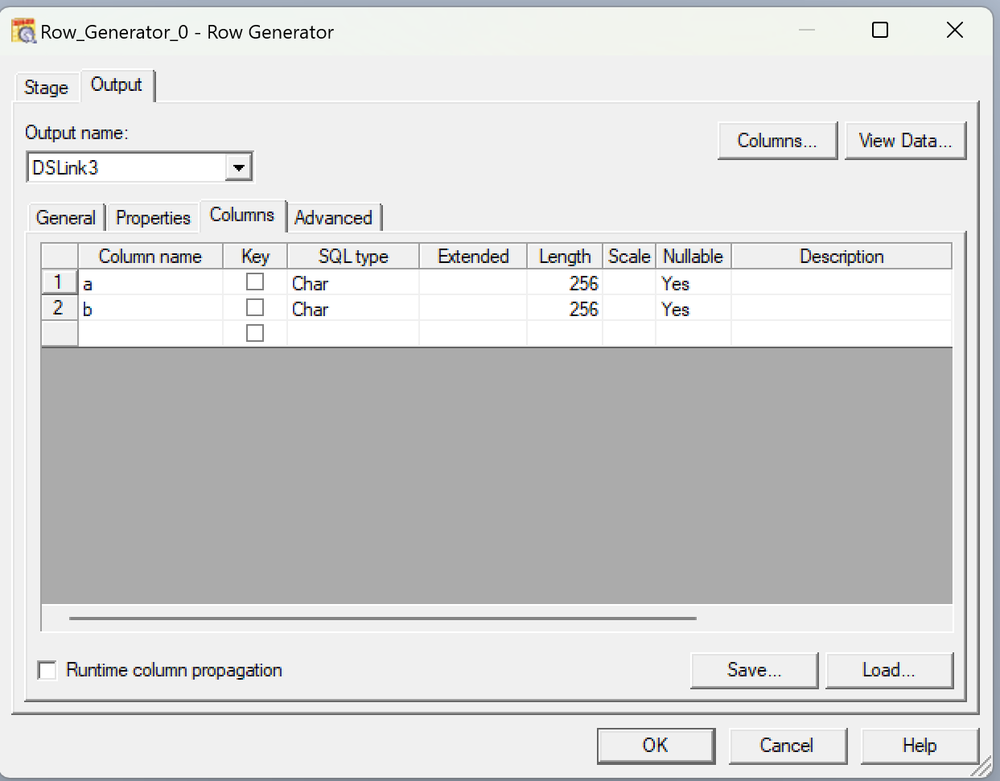 Row_Generator_0 - Row Generator
Stage Output
Output name:
Columns... View Data...
DSLink3
General Properties Columns Advanced
Column name Key SQL type Extended Length Scale Nullable Description
1 a Char 256 Yes
2 b Char 256 Yes
Runtime column propagation Save... Load...
OK Cancel Help